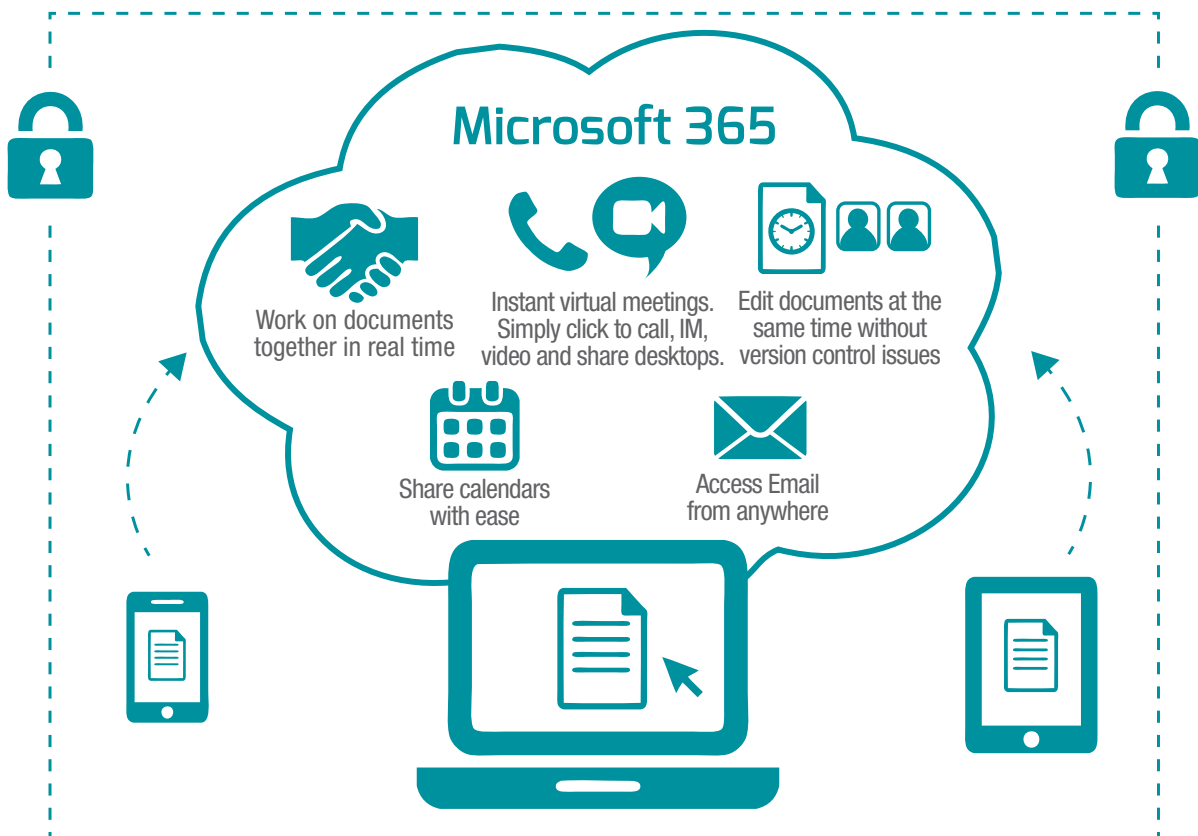 Microsoft 365
Work on documents
together in real time
Instant virtual meetings.
Simply click to call, IM,
video and share desktops.
Edit documents at the
same time without
version control issues
Share calendars
with ease
Access Email
from anywhere